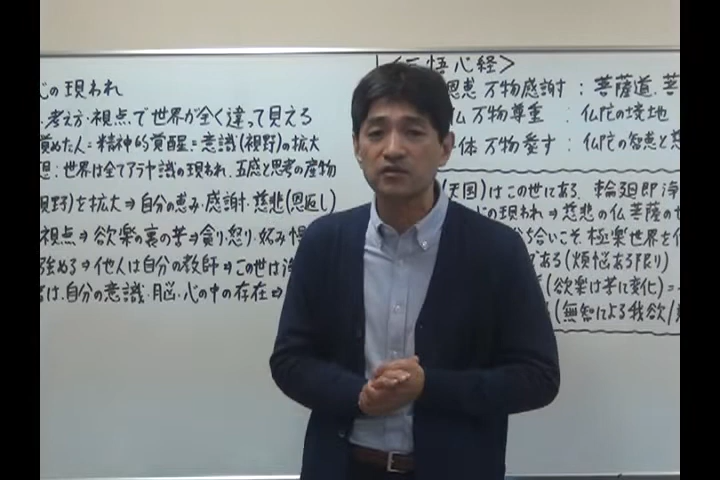 心の現われ
考え方・視点で世界が全く違って見える
覚めた人=精神的覚醒=意識(視野)の拡大
想:世界は全てアラヤ識の現われ、五感と思考の産物
視野)を拡大⇒自分の恵み・感謝・慈悲(恩返し)
視点⇒欲楽の裏の苦⇒貪り・怒り・妬み・慢
強める⇒他人は自分の教師⇒この世は
は、自分の意識・脳・心の中の存在⇒
悟心経>
恩恵 万物感謝:菩薩道、菩
仏 万物尊重:仏陀の境地
体 万物愛す:仏陀の智恵と慈
(天国)はこの世にある、輪廻即浄
の現われ⇒慈悲の仏菩薩の世
ち合いこそ、極楽世界を
である(煩悩ある限り)
(欲楽は苦に変化)=
(無知による我欲/